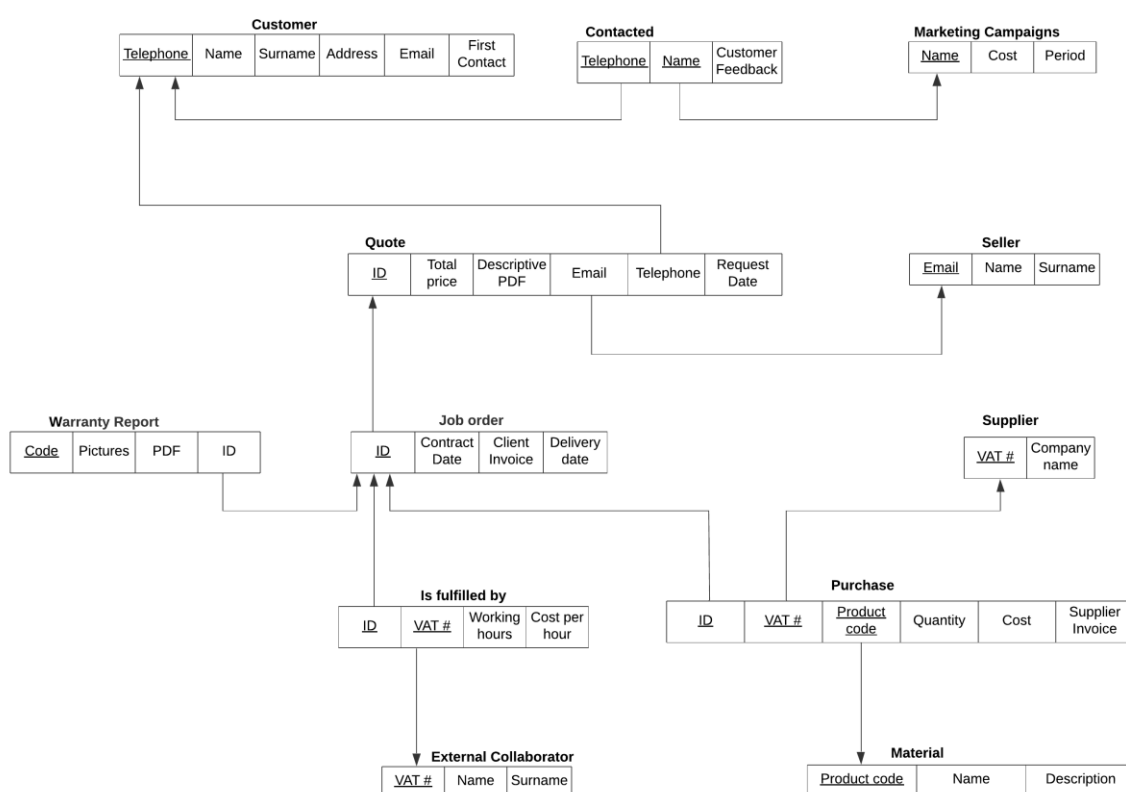 Customer
Telephone Name Surname Address Email First Contact
Contacted
Telephone Name Customer Feedback
Marketing Campaigns
Name Cost Period
Quote
ID Total price Descriptive PDF Email Telephone Request Date
Seller
Email Name Surname
Warranty Report
Code Pictures PDF ID
Job order
ID Contract Date Client Invoice Delivery date
Supplier
VAT # Company name
Is fulfilled by
ID VAT # Working hours Cost per hour
Purchase
ID VAT # Product code Quantity Cost Supplier Invoice
External Collaborator
VAT # Name Surname
Material
Product code Name Description